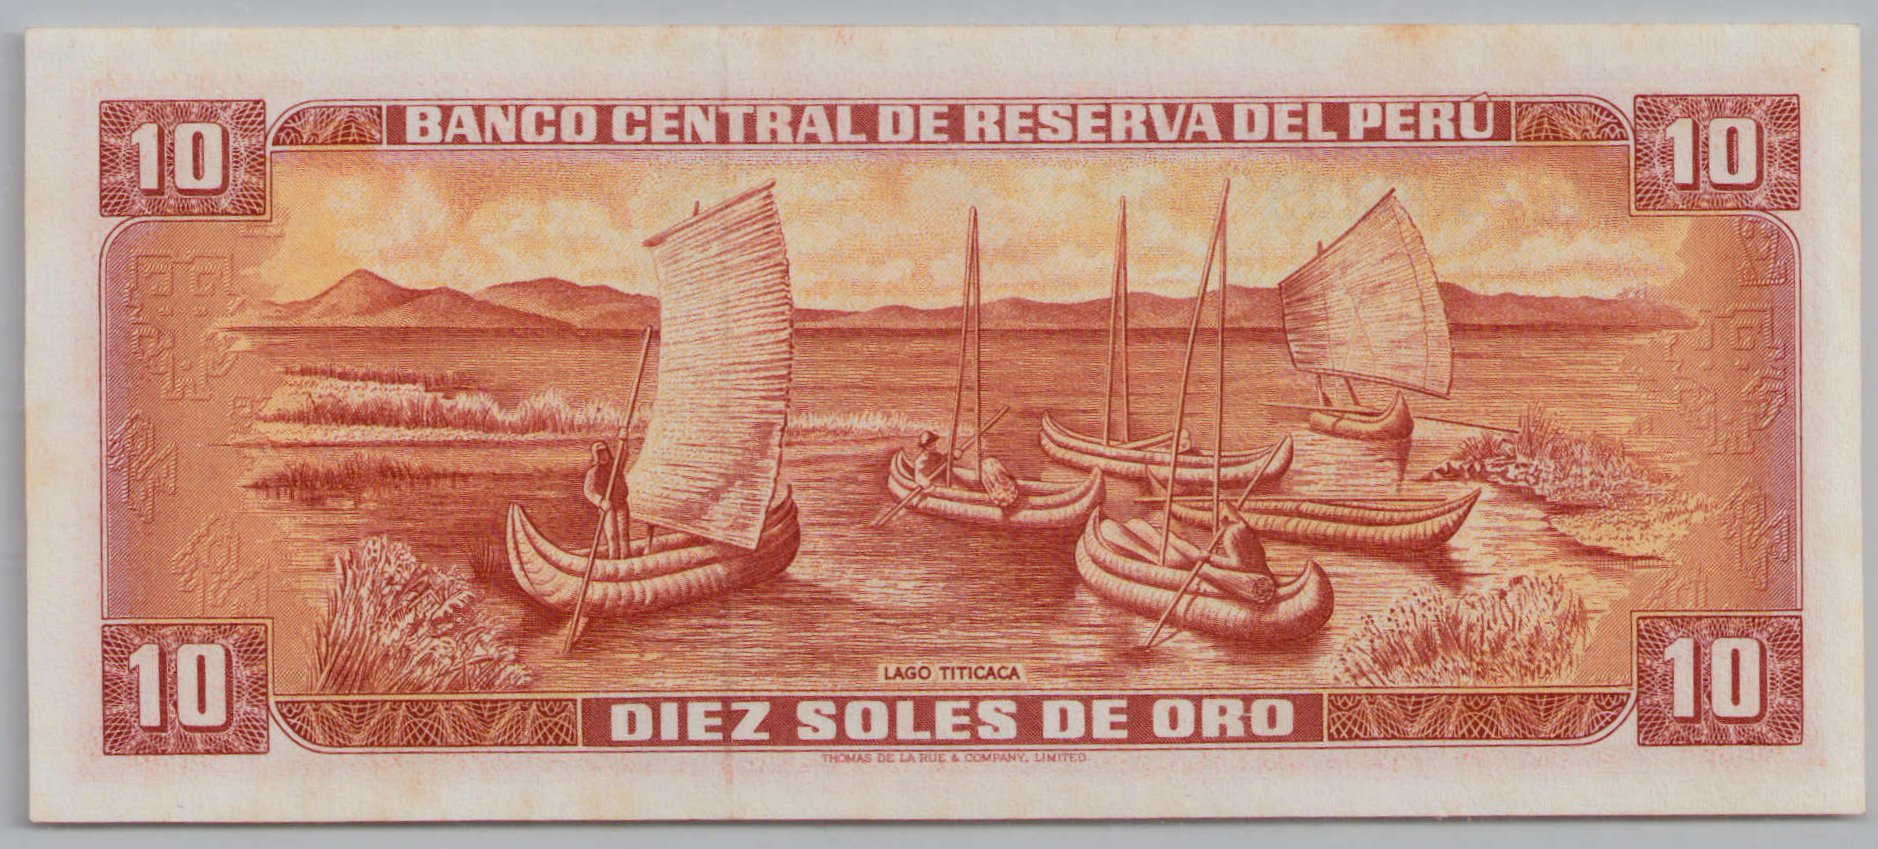 BANCO CENTRAL DE RESERVA DEL PERÚ
10 10
LAGO TITICACA
10 10
DIEZ SOLES DE ORO
THOMAS DE LA RUE & COMPANY, LIMITED.